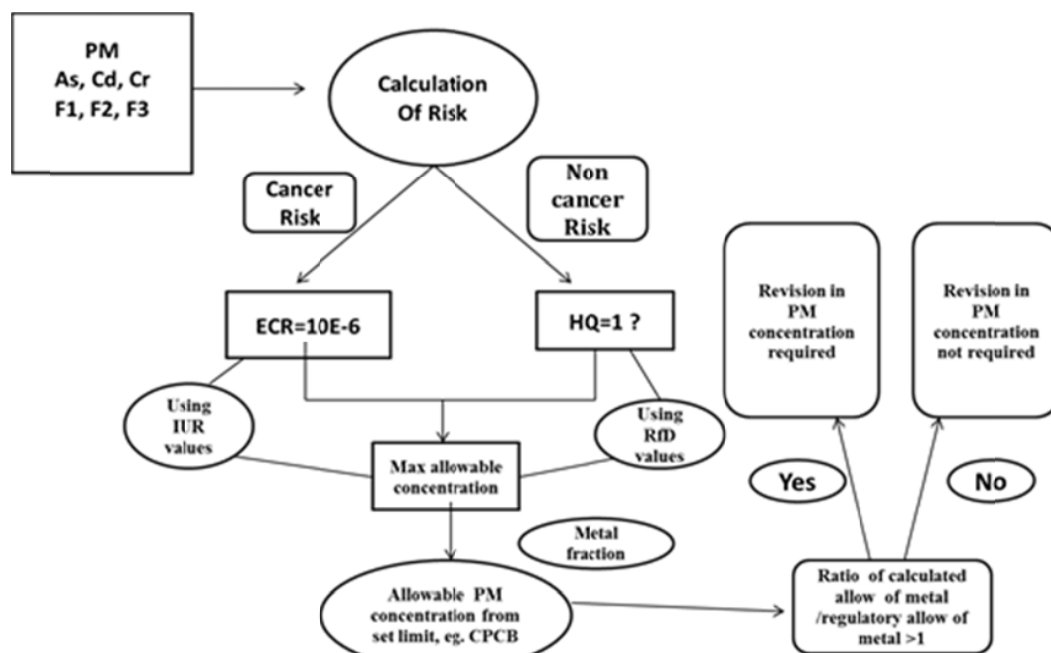 PM
As, Cd, Cr
F1, F2, F3
Calculation
Of Risk
Cancer
Risk
Non
cancer
Risk
ECR=10E-6
HQ=1 ?
Using
IUR
values
Using
RfD
values
Max allowable
concentration
Metal
fraction
Allowable PM
concentration from
set limit, eg. CPCB
Ratio of calculated
allow of metal
/regulatory allow of
metal >1
Yes
No
Revision in
PM
concentration
required
Revision in
PM
concentration
not required